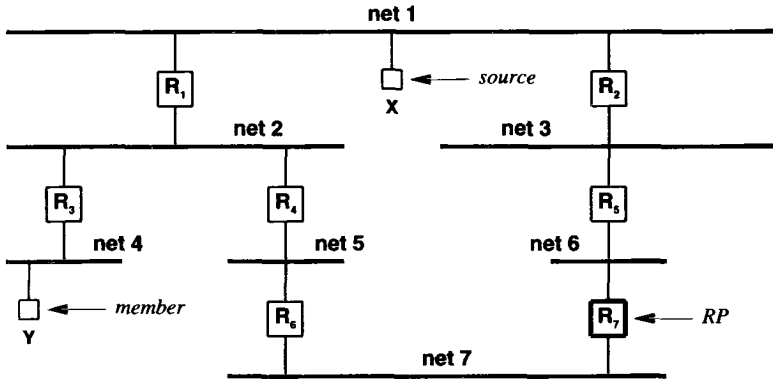 net 1
R₁
source
X
R₂
net 2
net 3
R₃
R₄
R₅
net 4
net 5
net 6
member
Y
R₆
R₇
RP
net 7